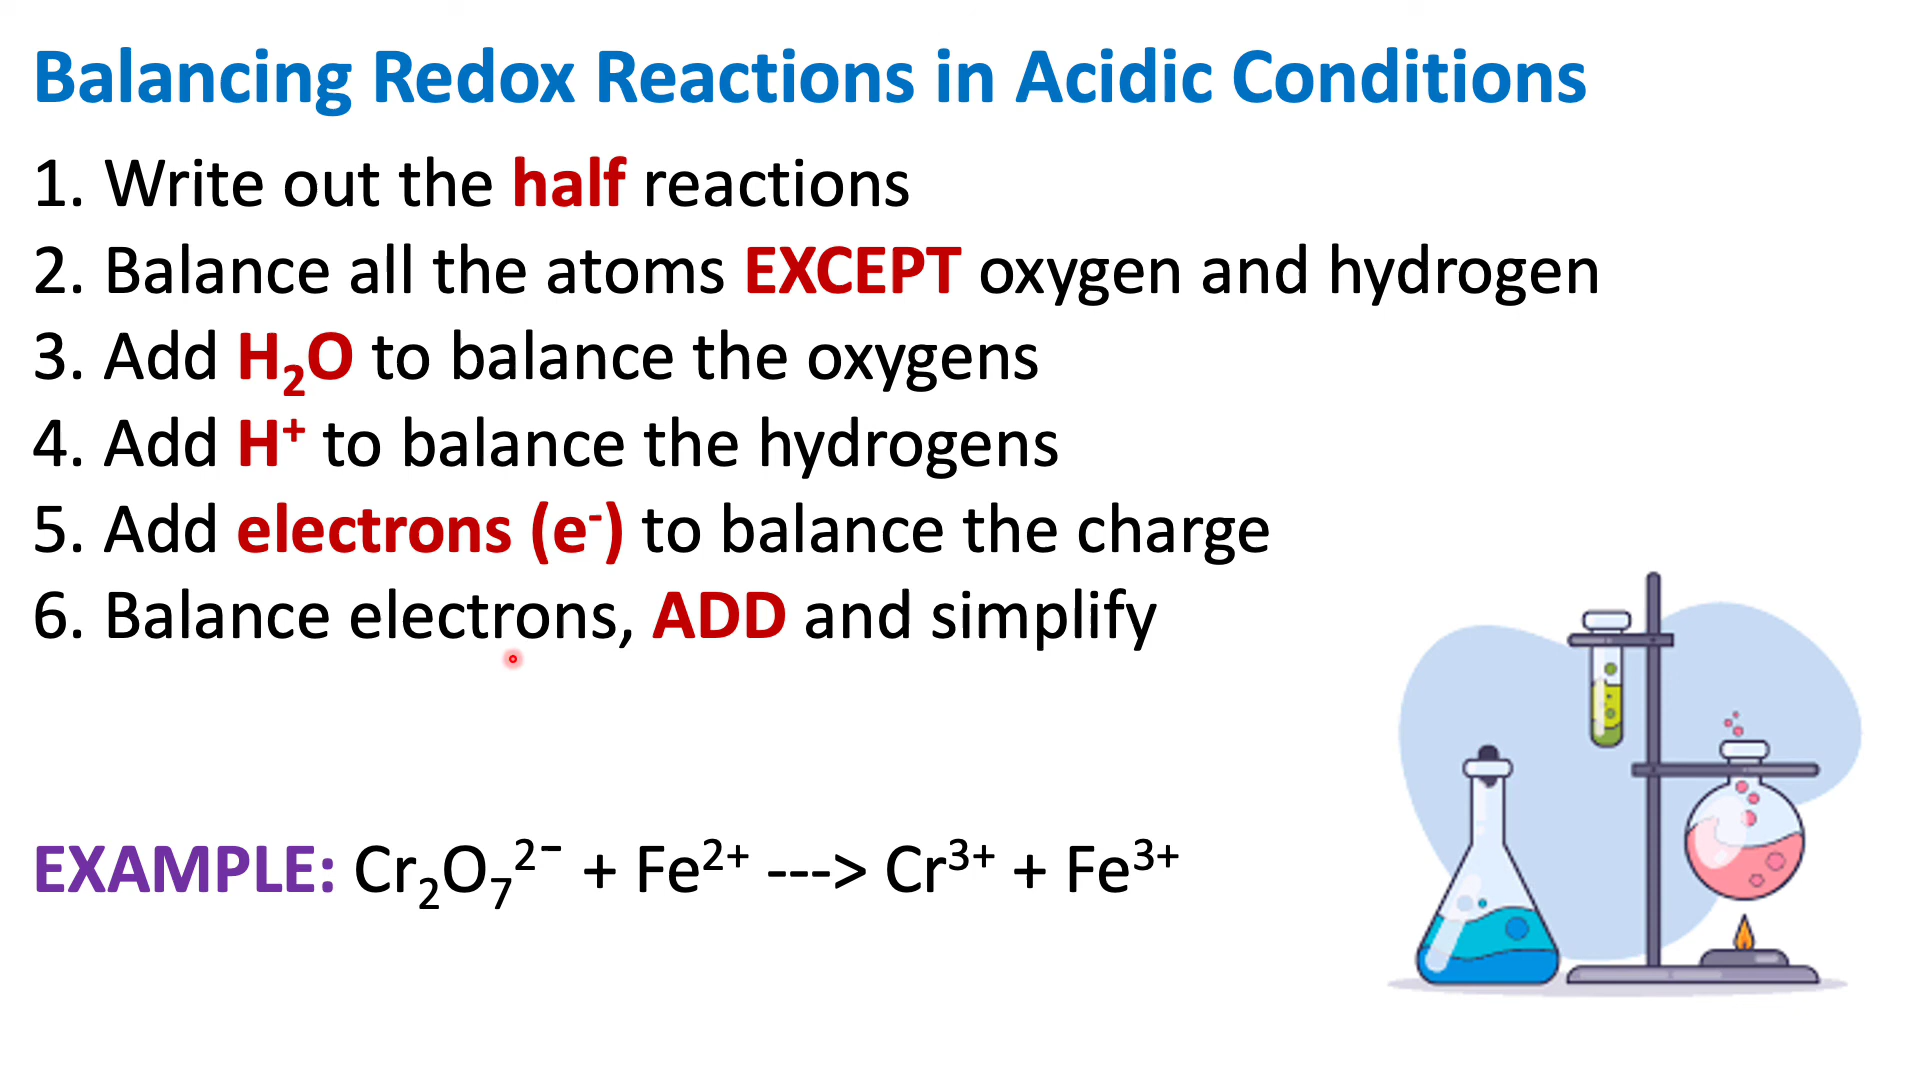 Balancing Redox Reactions in Acidic Conditions
1. Write out the half reactions
2. Balance all the atoms EXCEPT oxygen and hydrogen
3. Add H₂O to balance the oxygens
4. Add H⁺ to balance the hydrogens
5. Add electrons (e⁻) to balance the charge
6. Balance electrons, ADD and simplify
EXAMPLE: Cr₂O₇²⁻ + Fe²⁺ ---> Cr³⁺ + Fe³⁺